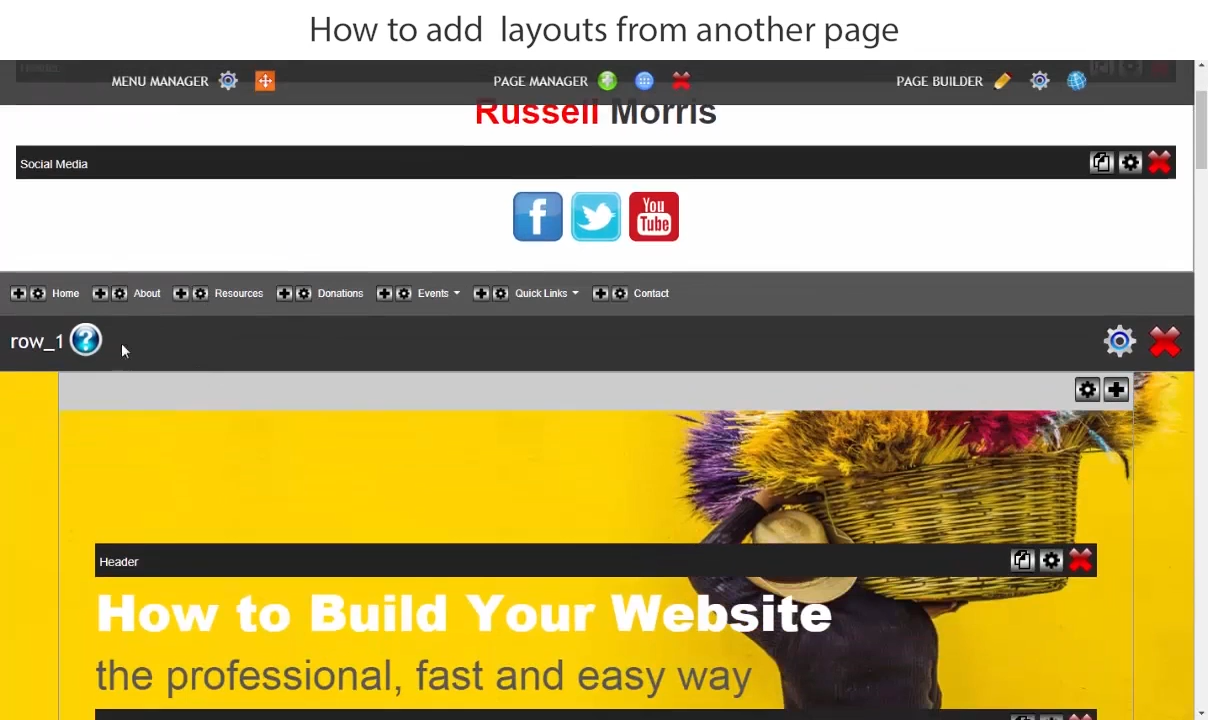 How to add layouts from another page
MENU MANAGER PAGE MANAGER PAGE BUILDER
Russell Morris
Social Media
f You Tube
Home About Resources Donations Events Quick Links Contact
row_1 ?
Header
How to Build Your Website
the professional, fast and easy way